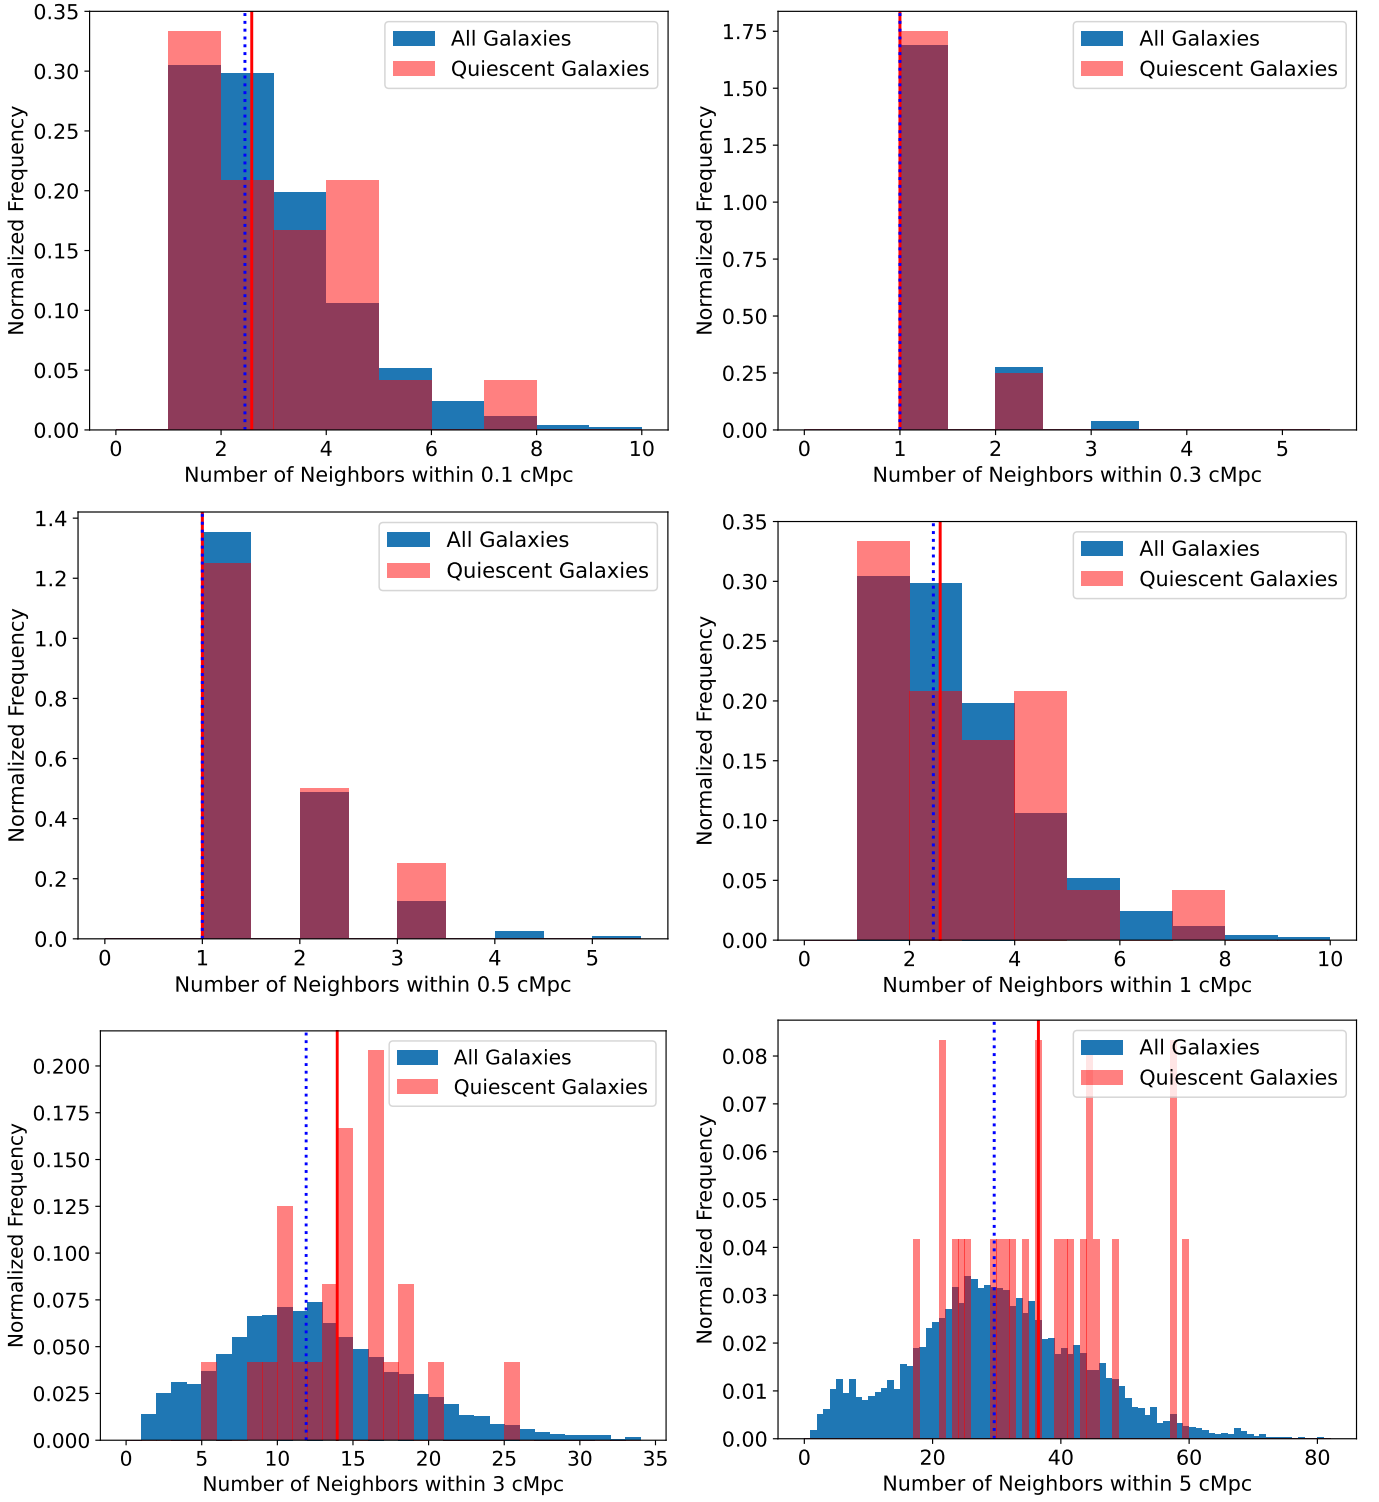 0.35
0.30
0.25
0.20
0.15
0.10
0.05
0.00
Normalized Frequency
All Galaxies
Quiescent Galaxies
0 2 4 6 8 10
Number of Neighbors within 0.1 cMpc
1.75
1.50
1.25
1.00
0.75
0.50
0.25
0.00
Normalized Frequency
All Galaxies
Quiescent Galaxies
0 1 2 3 4 5
Number of Neighbors within 0.3 cMpc
1.4
1.2
1.0
0.8
0.6
0.4
0.2
0.0
Normalized Frequency
All Galaxies
Quiescent Galaxies
0 1 2 3 4 5
Number of Neighbors within 0.5 cMpc
0.35
0.30
0.25
0.20
0.15
0.10
0.05
0.00
Normalized Frequency
All Galaxies
Quiescent Galaxies
0 2 4 6 8 10
Number of Neighbors within 1 cMpc
0.200
0.175
0.150
0.125
0.100
0.075
0.050
0.025
0.000
Normalized Frequency
All Galaxies
Quiescent Galaxies
0 5 10 15 20 25 30 35
Number of Neighbors within 3 cMpc
0.08
0.07
0.06
0.05
0.04
0.03
0.02
0.01
0.00
Normalized Frequency
All Galaxies
Quiescent Galaxies
0 20 40 60 80
Number of Neighbors within 5 cMpc